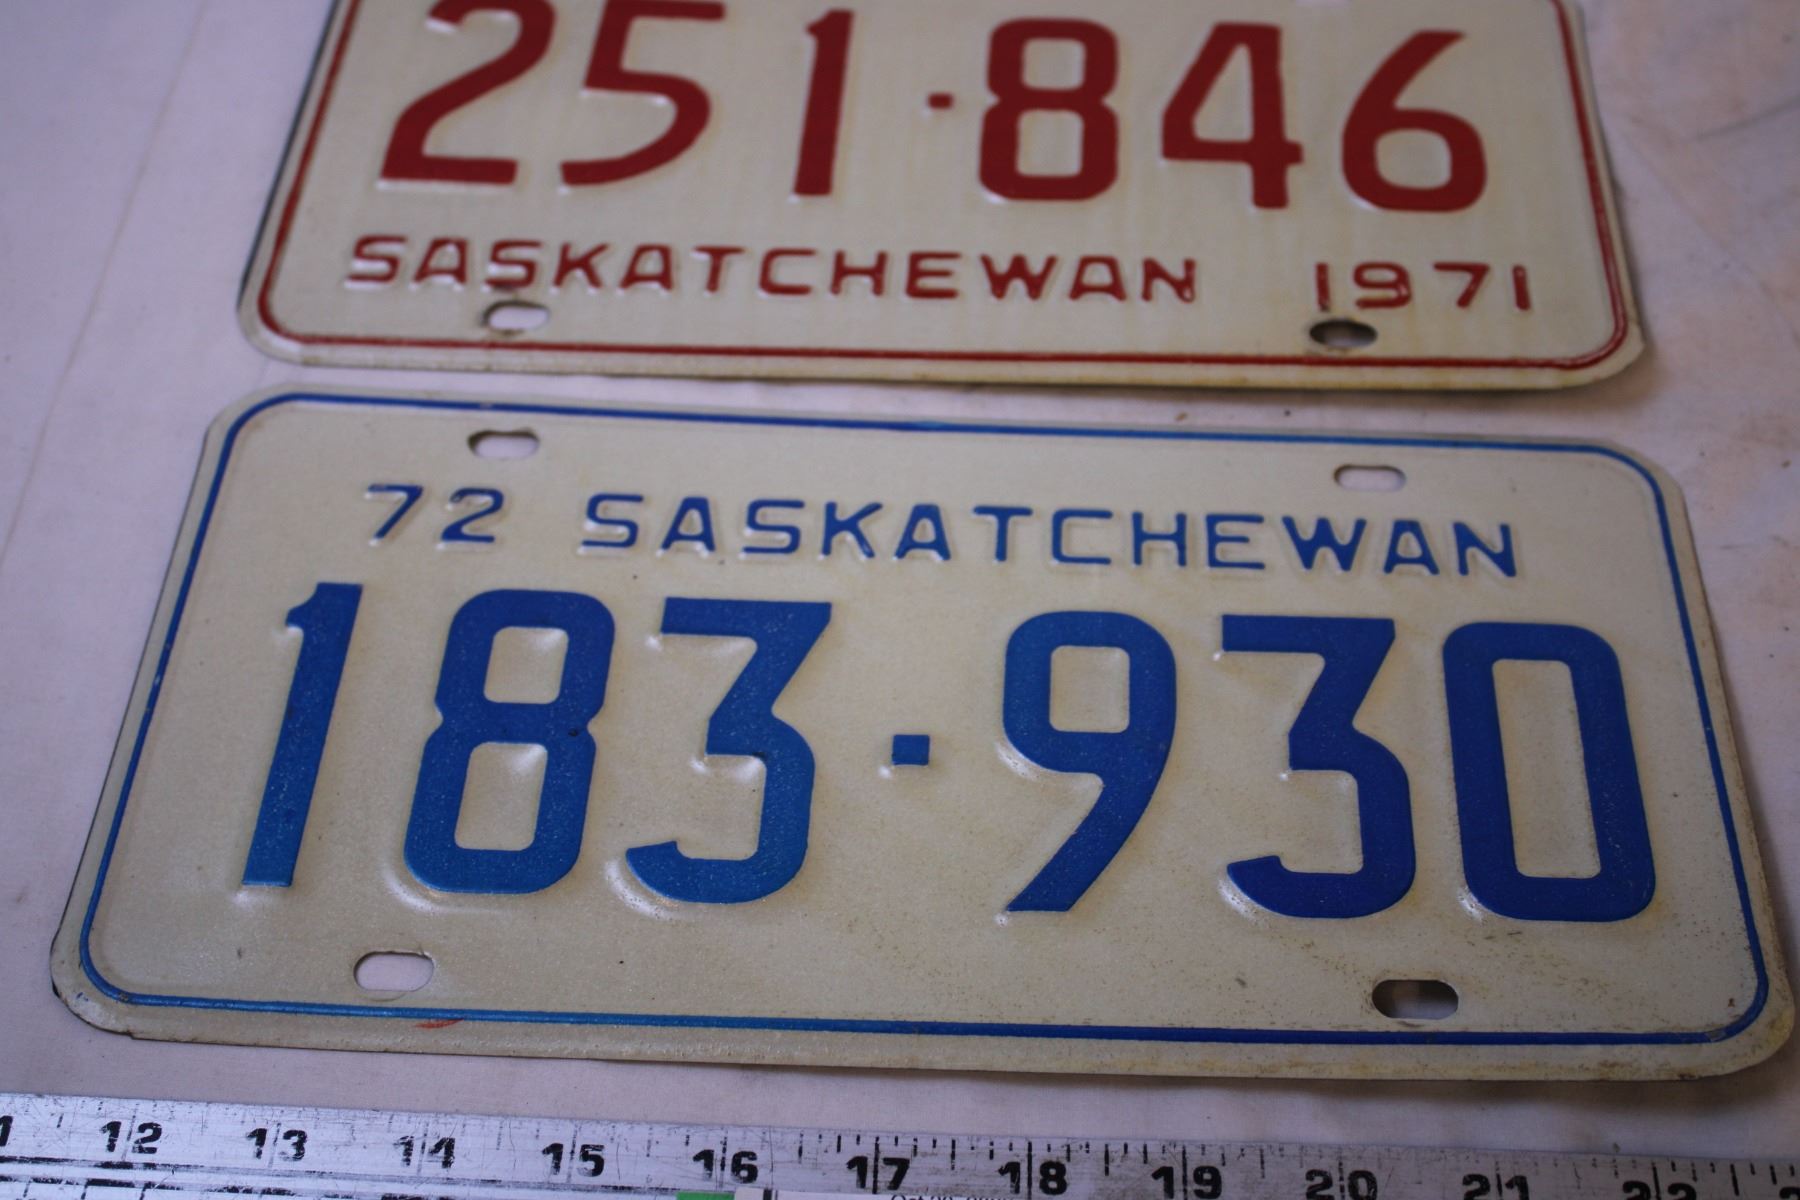 251·846
SASKATCHEWAN 1971
72 SASKATCHEWAN
183·930
12 13 14 15 16 17 18 19 20 21